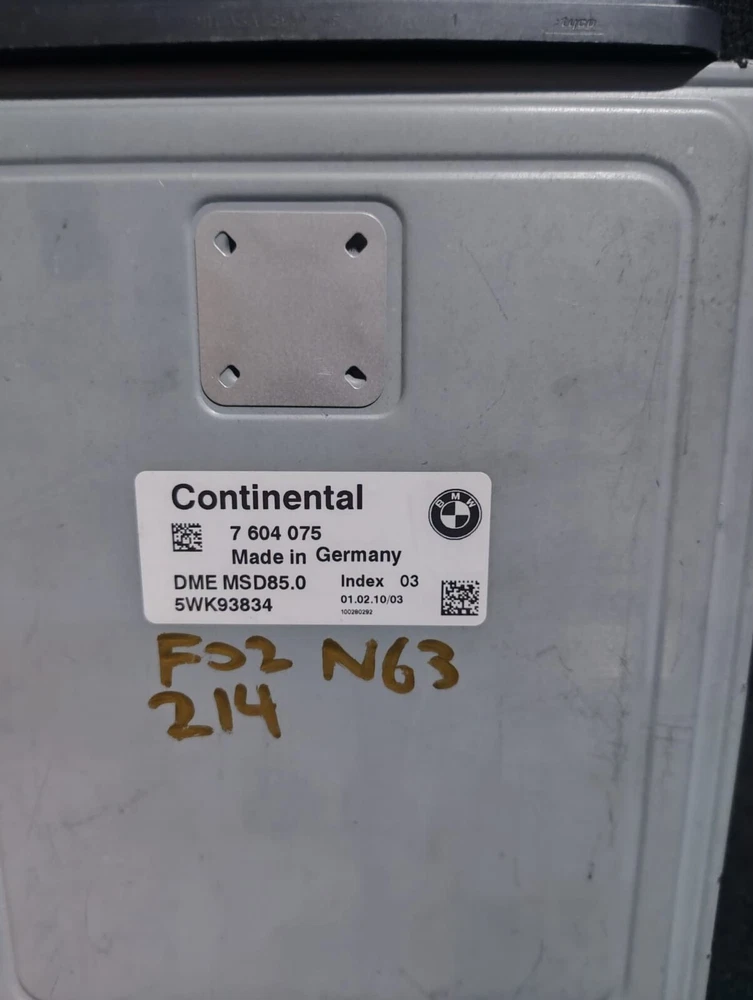 Continental
BMW
7 604 075
Made in Germany
DME MSD85.0 Index 03
5WK93834 01.02.10/03
100280292
F02 N63
214